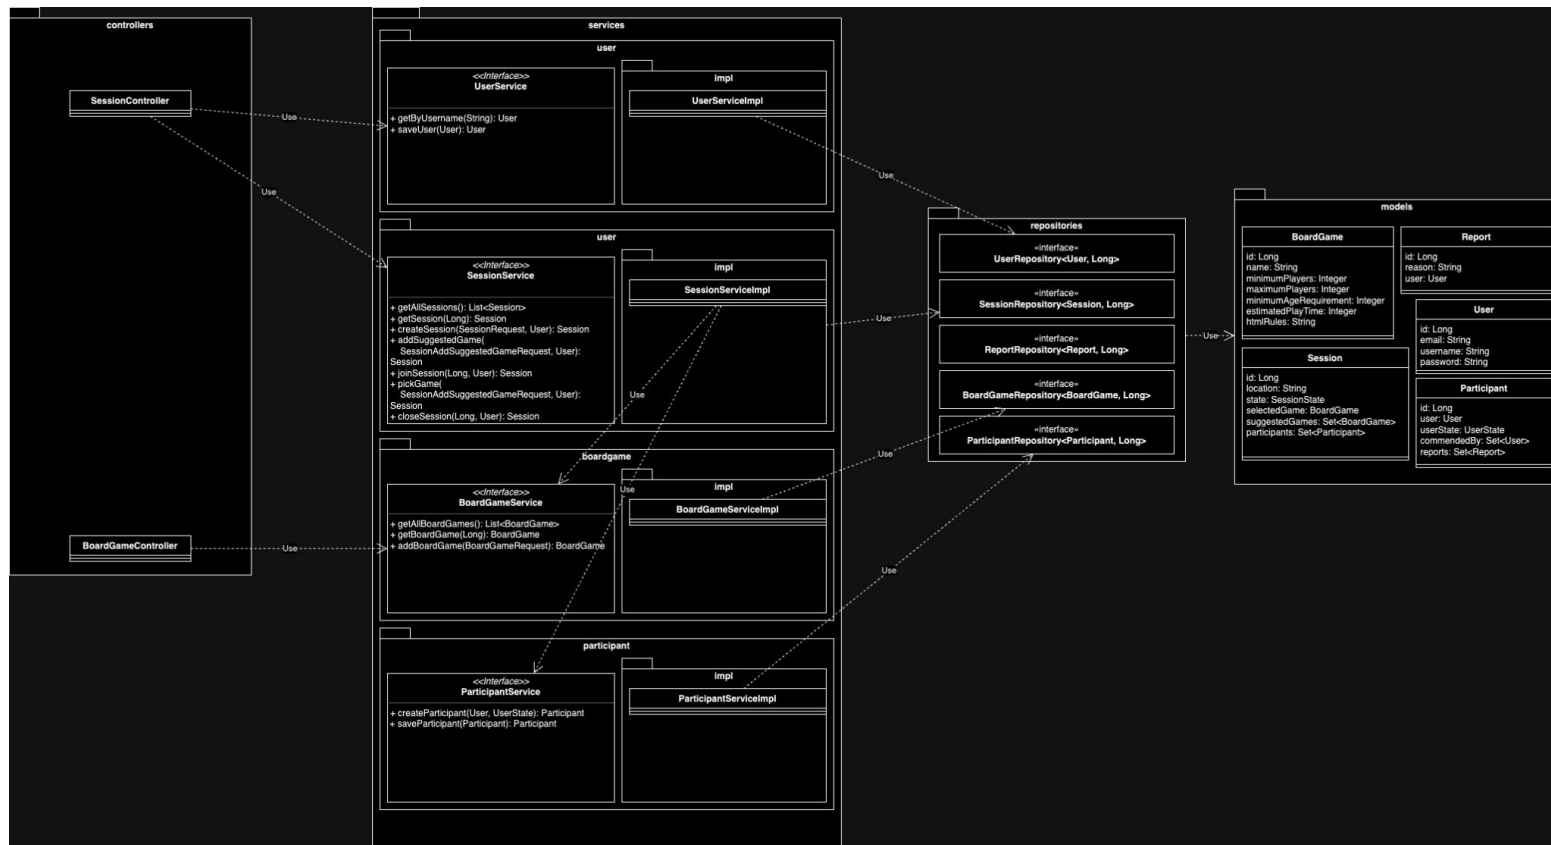 controllers
SessionController
BoardGameController
Use
Use
Use
services
user
<<Interface>>
UserService
+ getByUsername(String): User
+ saveUser(User): User
impl
UserServiceImpl
user
<<Interface>>
SessionService
+ getAllSessions(): List<Session>
+ getSession(Long): Session
+ createSession(SessionRequest, User): Session
+ addSuggestedGame(
SessionAddSuggestedGameRequest, User):
Session
+ joinSession(Long, User): Session
+ pickGame(
SessionAddSuggestedGameRequest, User):
Session
+ closeSession(Long, User): Session
impl
SessionServiceImpl
Use
Use
boardgame
<<Interface>>
BoardGameService
+ getAllBoardGames(): List<BoardGame>
+ getBoardGame(Long): BoardGame
+ addBoardGame(BoardGameRequest): BoardGame
impl
BoardGameServiceImpl
participant
<<Interface>>
ParticipantService
+ createParticipant(User, UserState): Participant
+ saveParticipant(Participant): Participant
impl
ParticipantServiceImpl
Use
Use
Use
Use
repositories
«interface»
UserRepository<User, Long>
«interface»
SessionRepository<Session, Long>
«interface»
ReportRepository<Report, Long>
«interface»
BoardGameRepository<BoardGame, Long>
«interface»
ParticipantRepository<Participant, Long>
Use
models
BoardGame
id: Long
name: String
minimumPlayers: Integer
maximumPlayers: Integer
minimumAgeRequirement: Integer
estimatedPlayTime: Integer
htmlRules: String
Report
id: Long
reason: String
user: User
User
id: Long
email: String
username: String
password: String
Session
id: Long
location: String
state: SessionState
selectedGame: BoardGame
suggestedGames: Set<BoardGame>
participants: Set<Participant>
Participant
id: Long
user: User
userState: UserState
commendedBy: Set<User>
reports: Set<Report>